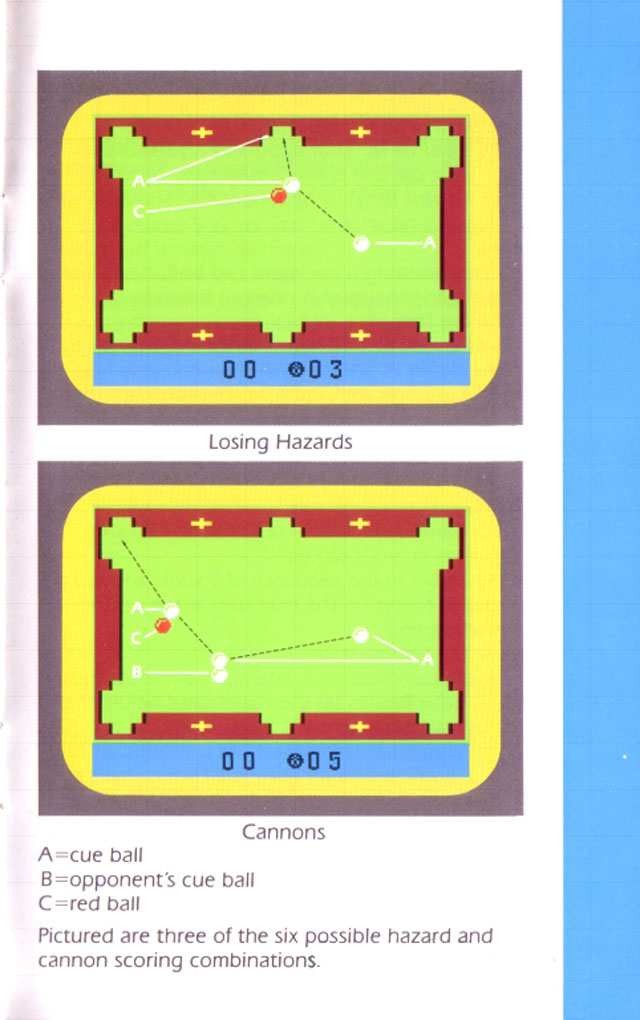 A
C
A
00 03
Losing Hazards
A
C
B
A
00 05
Cannons
A=cue ball
B=opponent's cue ball
C=red ball
Pictured are three of the six possible hazard and
cannon scoring combinations.